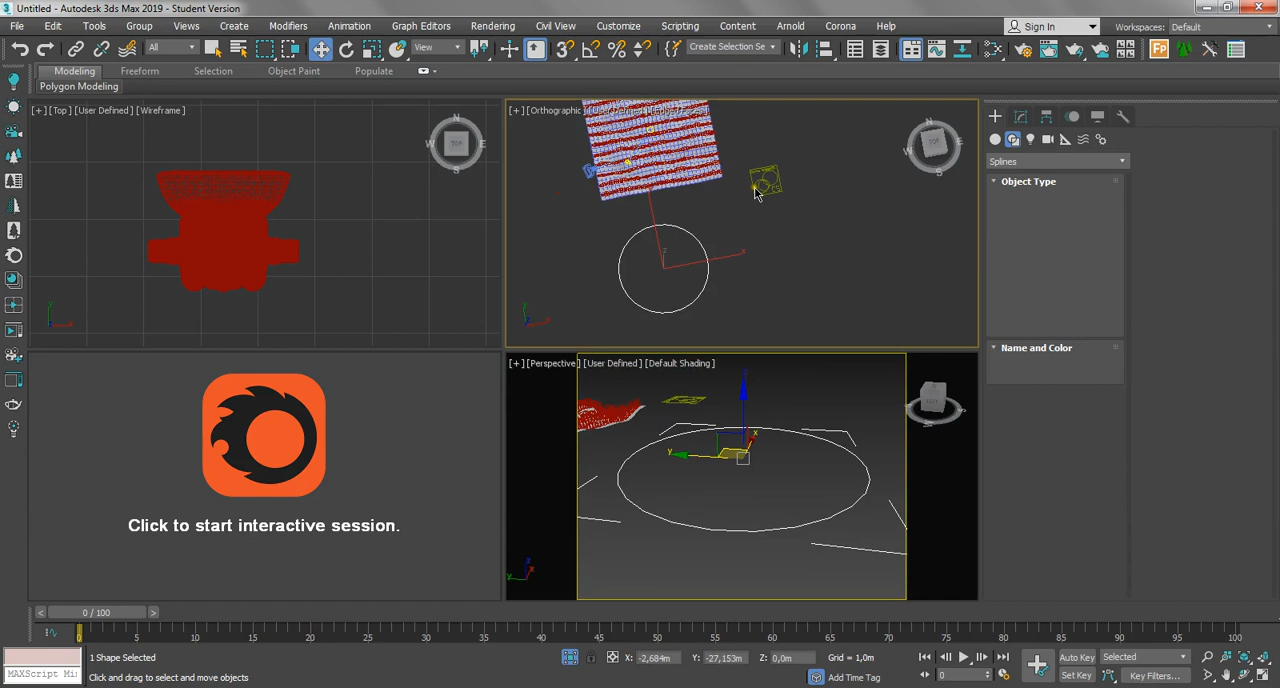 Untitled - Autodesk 3ds Max 2019 - Student Version
File Edit Tools Group Views Create Modifiers Animation Graph Editors Rendering Civil View Customize Scripting Content Arnold Corona Help Sign In Workspaces: Default
All View Create Selection Se
Modeling Freeform Selection Object Paint Populate
Polygon Modeling
[+] [Top] [User Defined] [Wireframe]
N
W TOP E
S
y
x
[+] [Orthographic]
N
W TOP E
S
z
x
y
x
Splines
Object Type
Name and Color
Click to start interactive session.
[+] [Perspective] [User Defined] [Default Shading]
z
x
y
z
x
y
< 0 / 100 >
0 5 10 15 20 25 30 35 40 45 50 55 60 65 70 75 80 85 90 95 100
1 Shape Selected
X: -2,684m Y: -27,153m Z: 0,0m Grid = 1,0m
Auto Key Selected
MAXScript Mi
Click and drag to select and move objects
Add Time Tag
0
Set Key Key Filters...